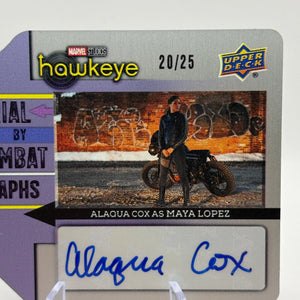 MARVEL STUDIOS
hawkeye
20/25
UPPER DECK
IAL
BY
MBAT
APHS
ALAQUA COX AS MAYA LOPEZ
Alaqua Cox